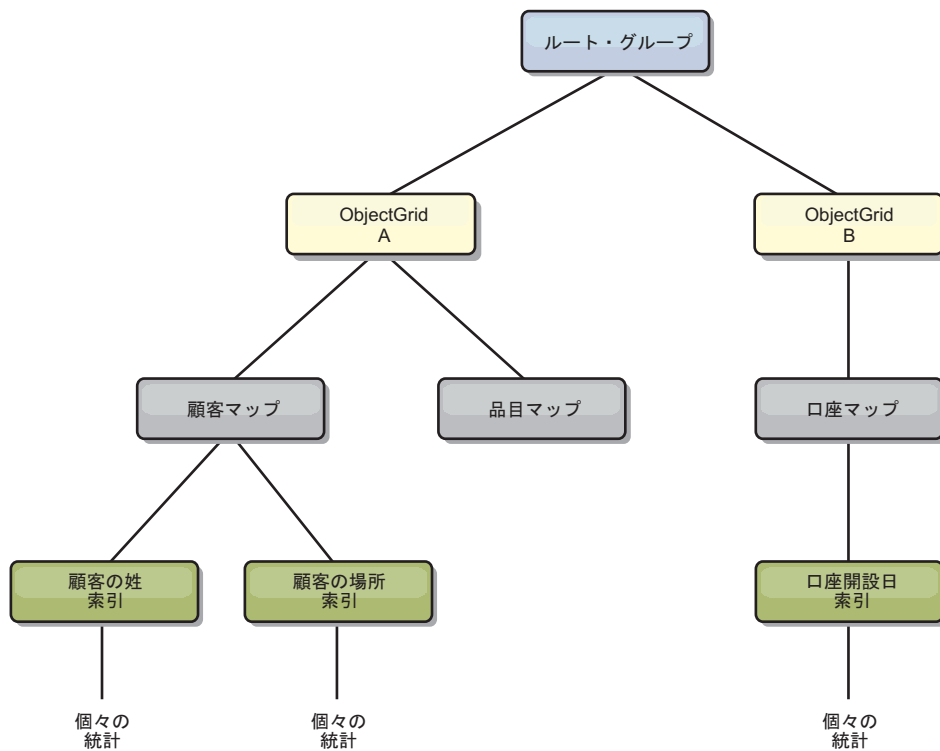 ルート・グループ
ObjectGrid
A
ObjectGrid
B
顧客マップ
品目マップ
口座マップ
顧客の姓
索引
顧客の場所
索引
口座開設日
索引
個々の
統計
個々の
統計
個々の
統計